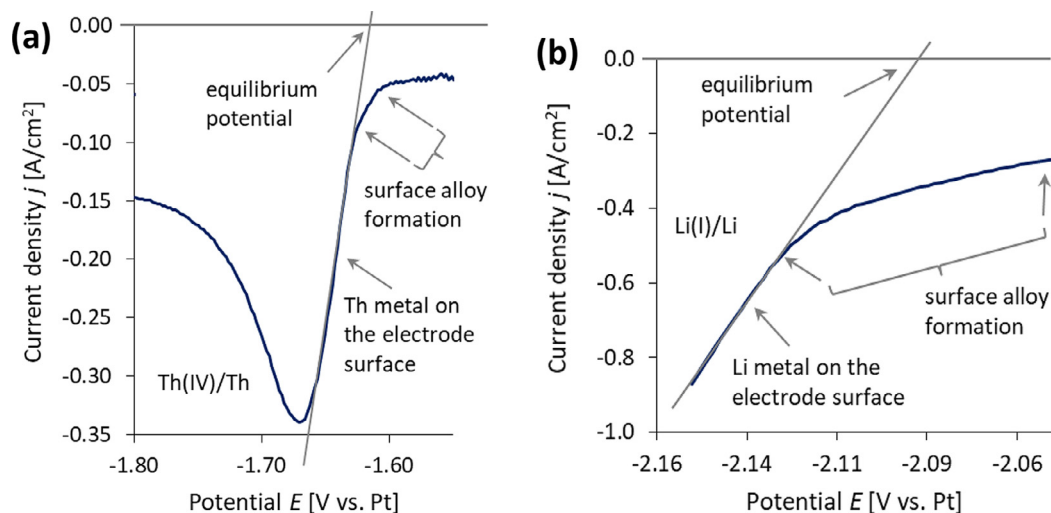 (a)
0.00
-0.05
-0.10
-0.15
-0.20
-0.25
-0.30
-0.35
Current density j [A/cm²]
equilibrium
potential
surface alloy
formation
Th metal on
the electrode
surface
Th(IV)/Th
-1.80
-1.70
-1.60
Potential E [V vs. Pt]
(b)
0.0
-0.2
-0.4
-0.6
-0.8
-1.0
Current density j [A/cm²]
equilibrium
potential
Li(I)/Li
surface alloy
formation
Li metal on the
electrode surface
-2.16
-2.14
-2.11
-2.09
-2.06
Potential E [V vs. Pt]